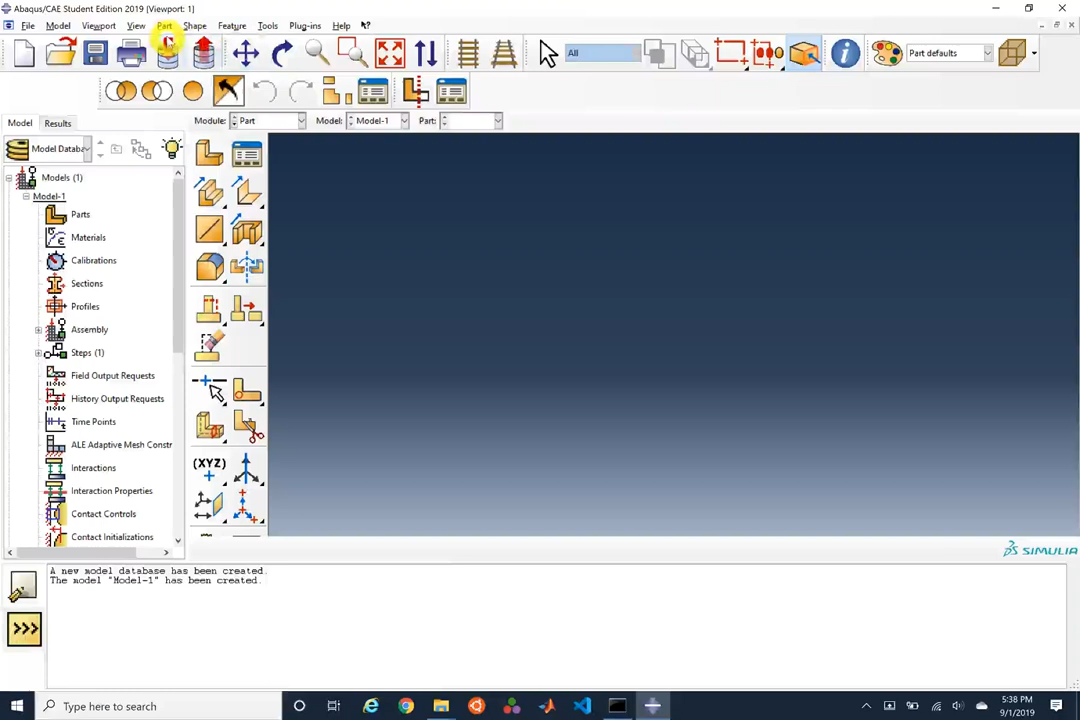 Abaqus/CAE Student Edition 2019 [Viewport: 1]
File Model Viewport View Part Shape Feature Tools Plug-ins Help
All
Part defaults
Model Results
Module: Part Model: Model-1 Part:
Model Databa
Models (1)
Model-1
Parts
Materials
Calibrations
Sections
Profiles
Assembly
Steps (1)
Field Output Requests
History Output Requests
Time Points
ALE Adaptive Mesh Constr
Interactions
Interaction Properties
Contact Controls
Contact Initializations
(XYZ)
SIMULIA
A new model database has been created.
The model "Model-1" has been created.
>>>
Type here to search
5:38 PM
9/1/2019